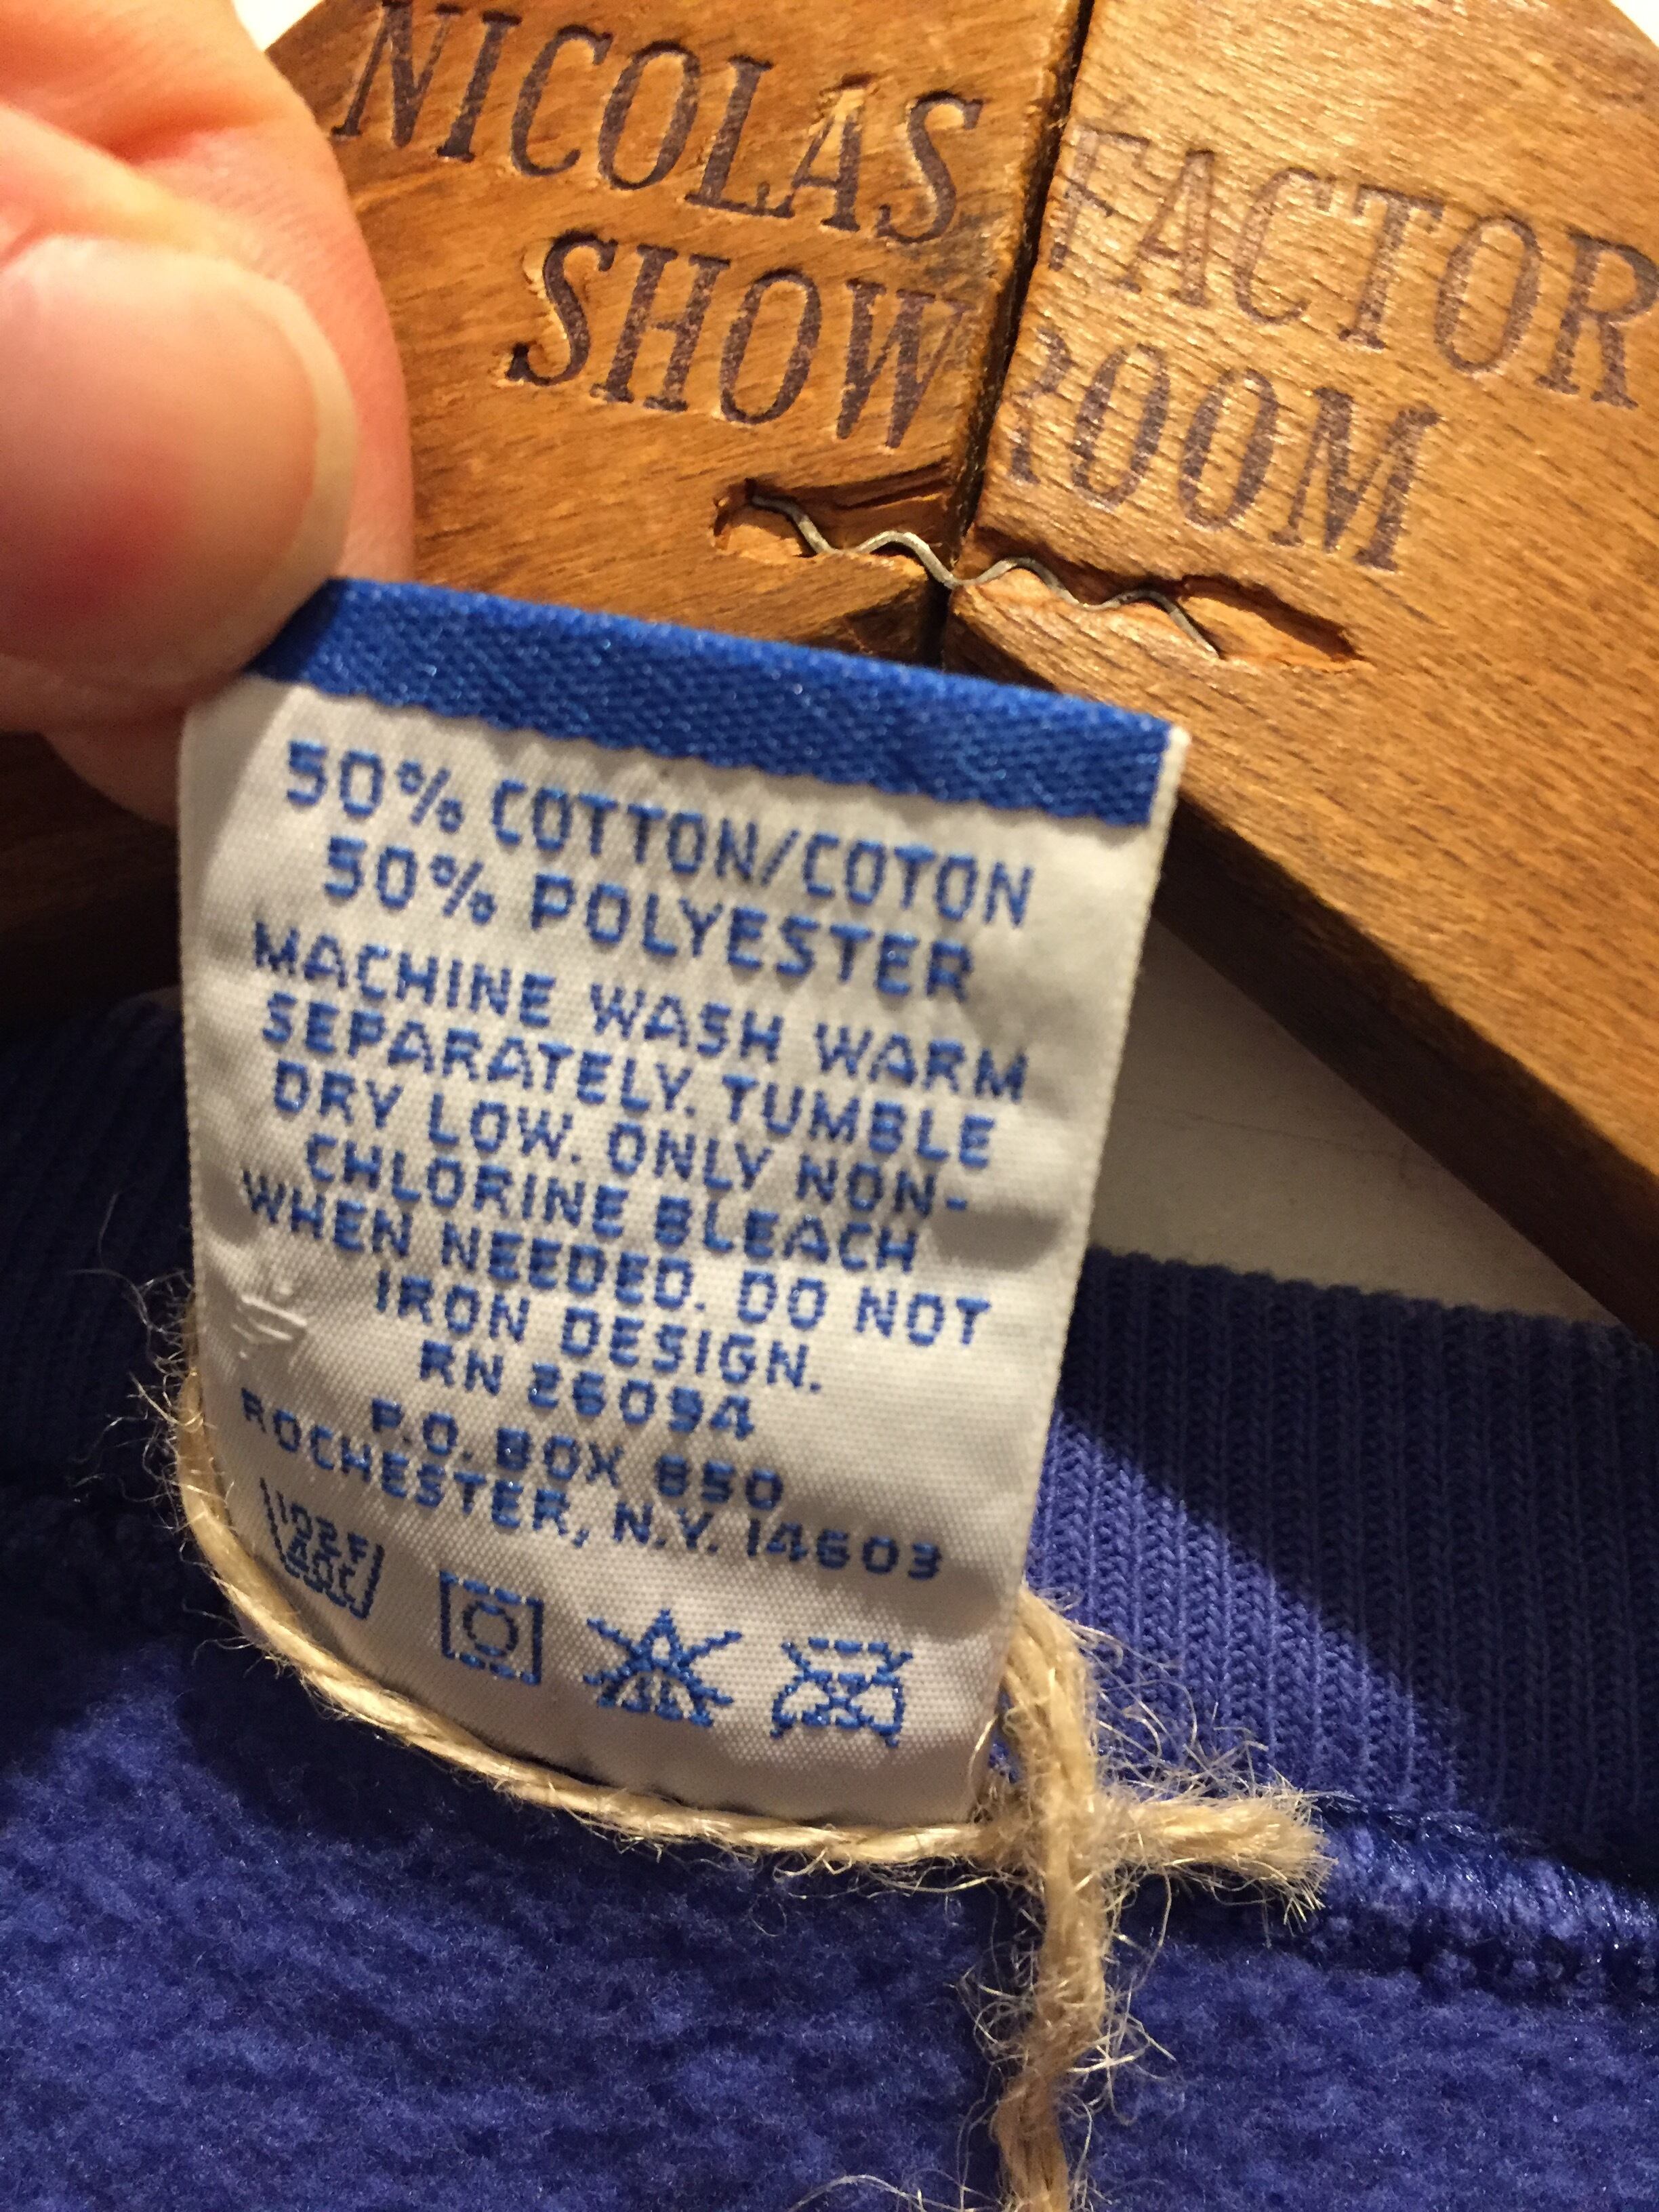 NICOLAS FACTOR
SHOW ROOM
50% COTTON/COTON
50% POLYESTER
MACHINE WASH WARM
SEPARATELY. TUMBLE
DRY LOW. ONLY NON-
CHLORINE BLEACH
WHEN NEEDED. DO NOT
IRON DESIGN.
RN 26094
P.O. BOX 850
ROCHESTER, N.Y. 14603